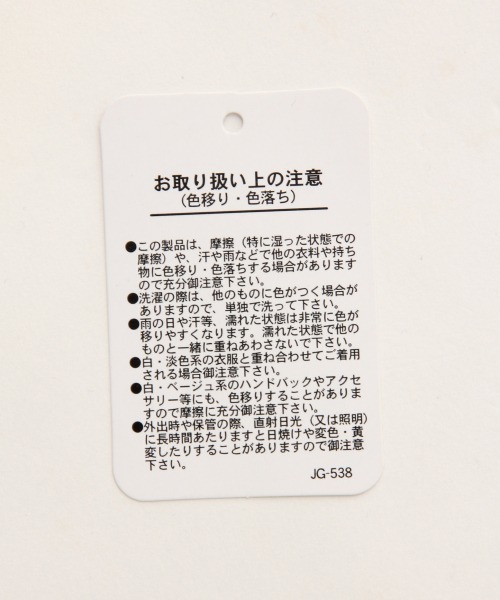 お取り扱い上の注意
（色移り・色落ち）
●この製品は、摩擦（特に湿った状態での
摩擦）や、汗や雨などで他の衣料や持ち
物に色移り・色落ちする場合があります
ので充分御注意下さい。
●洗濯の際は、他のものに色がつく場合が
ありますので、単独で洗って下さい。
●雨の日や汗等、濡れた状態は非常に色が
移りやすくなります。濡れた状態で他の
ものと一緒に重ねあわさないで下さい。
●白・淡色系の衣服と重ね合わせてご着用
される場合御注意下さい。
●白・ベージュ系のハンドバックやアクセ
サリー等にも、色移りすることがありま
すので摩擦に充分御注意下さい。
●外出時や保管の際、直射日光（又は照明）
に長時間あたりますと日焼けや変色・黄
変したりすることがありますので御注意
下さい。
JG-538